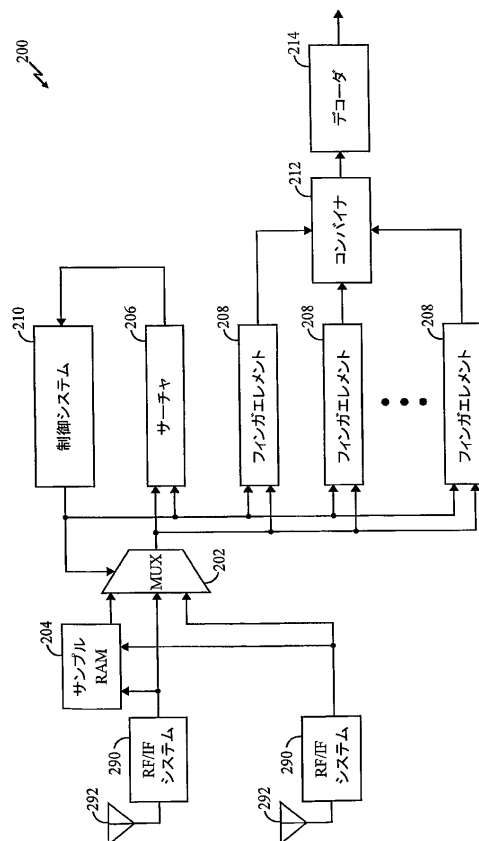 200
210
制御システム
206
サーチャ
208
フィンガエレメント
208
フィンガエレメント
208
フィンガエレメント
212
コンバイナ
214
デコーダ
MUX
202
204
サンプル
RAM
290
RF/IF
システム
292
290
RF/IF
システム
292